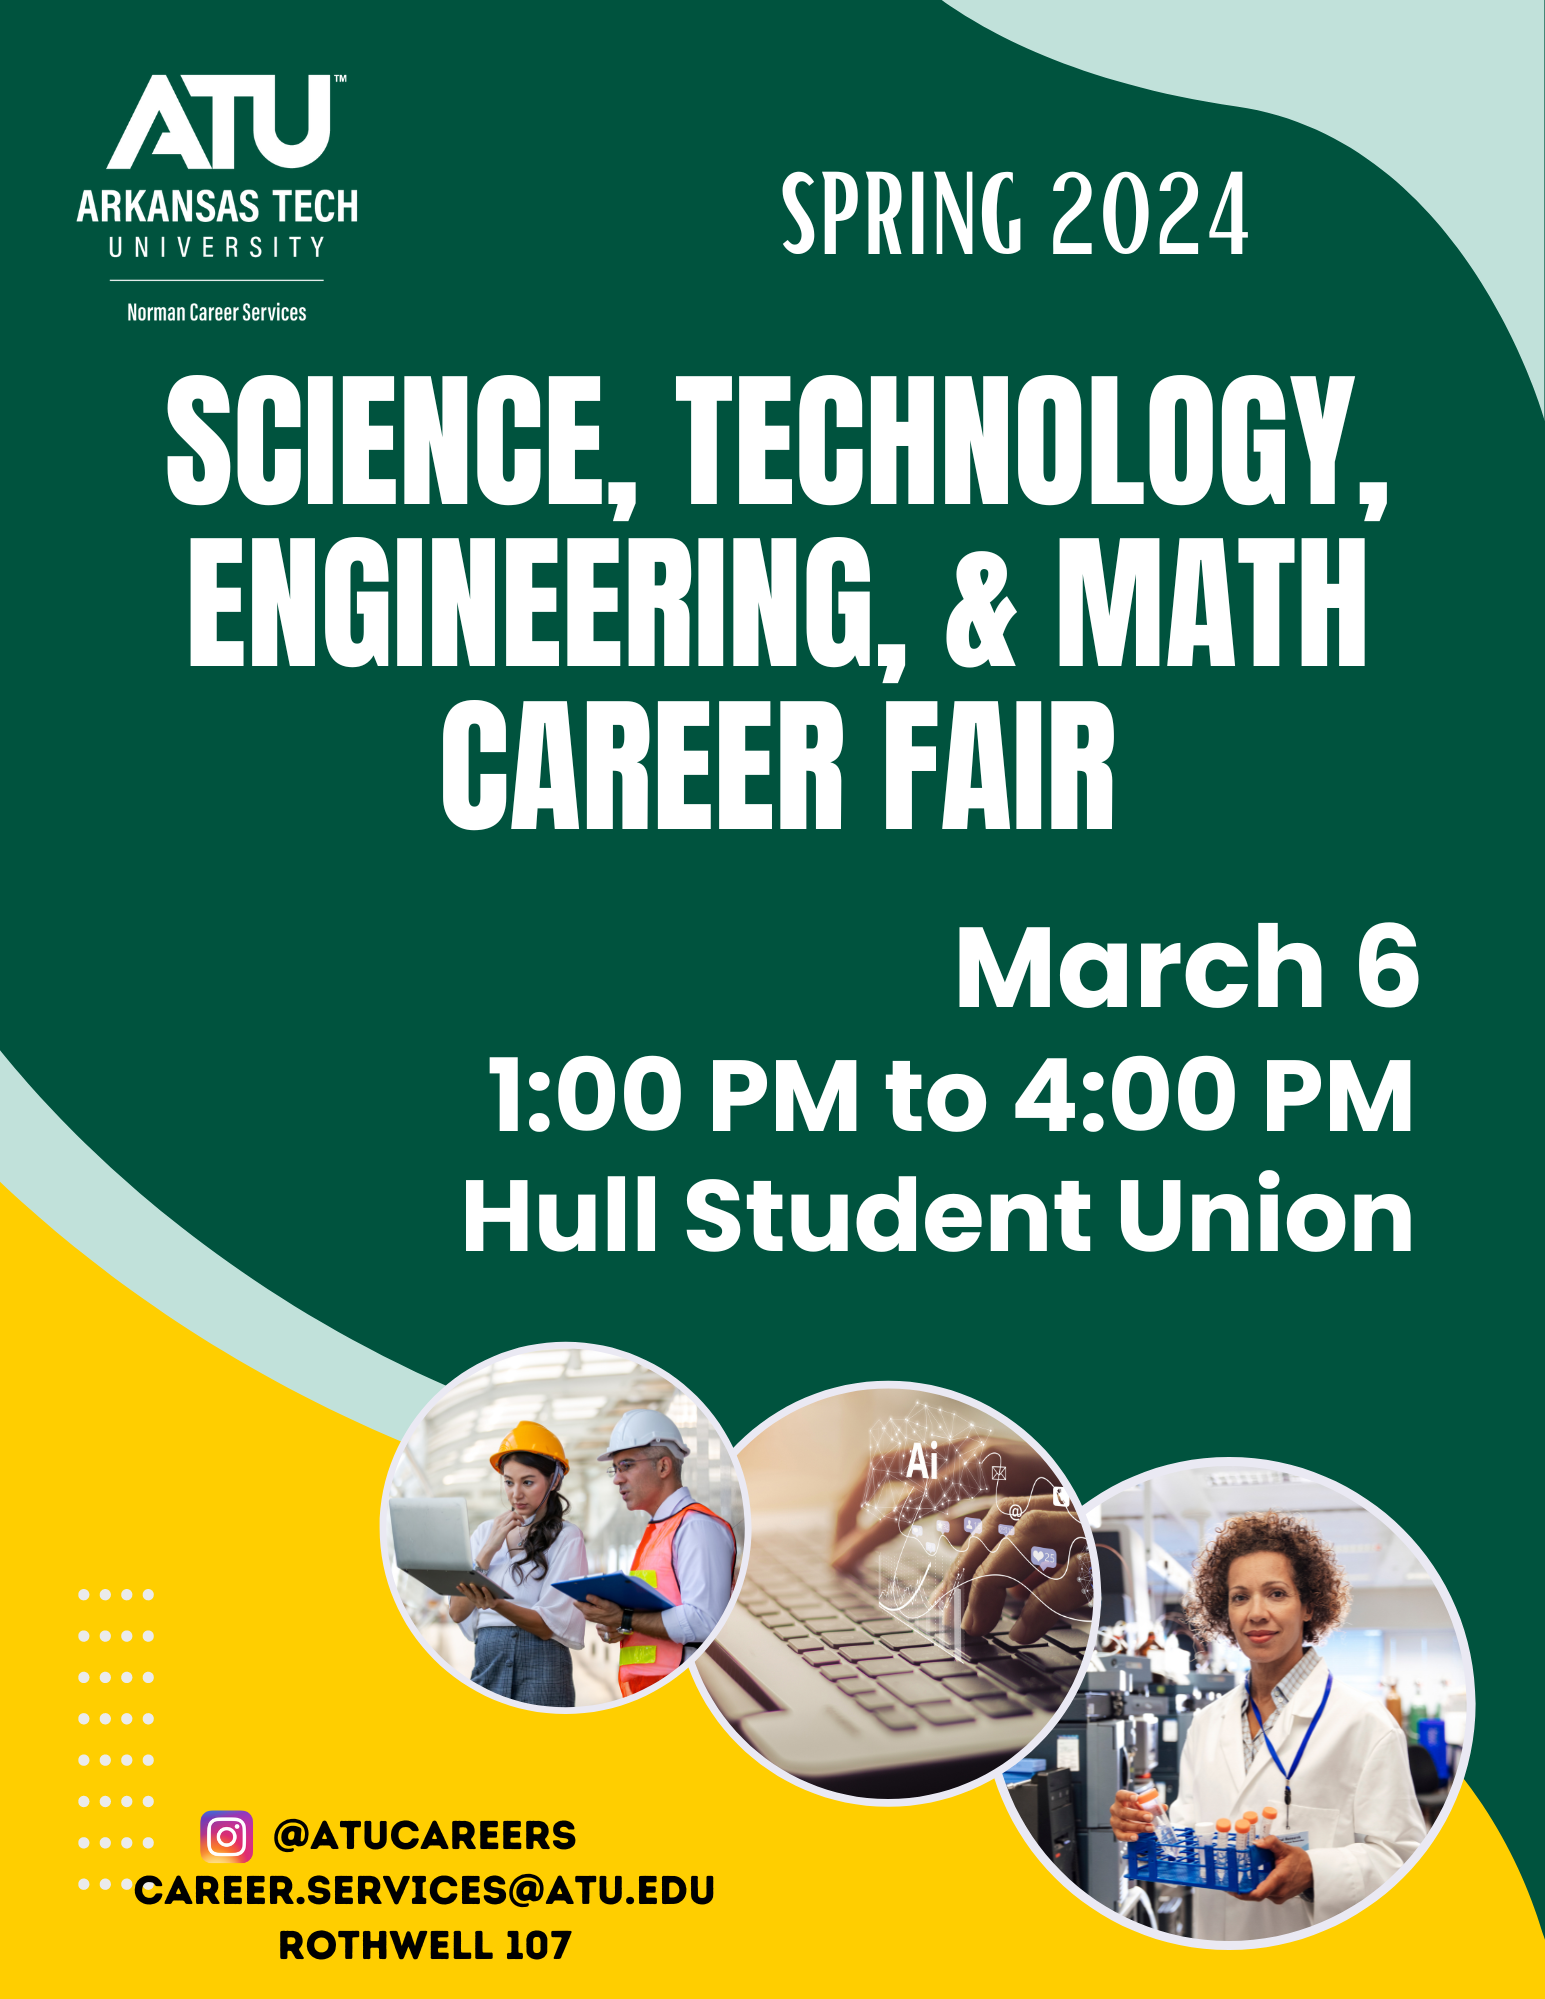 ATU™
ARKANSAS TECH
UNIVERSITY
Norman Career Services
SPRING 2024
SCIENCE, TECHNOLOGY,
ENGINEERING, & MATH
CAREER FAIR
March 6
1:00 PM to 4:00 PM
Hull Student Union
Ai
@
25
@ATUCAREERS
CAREER.SERVICES@ATU.EDU
ROTHWELL 107